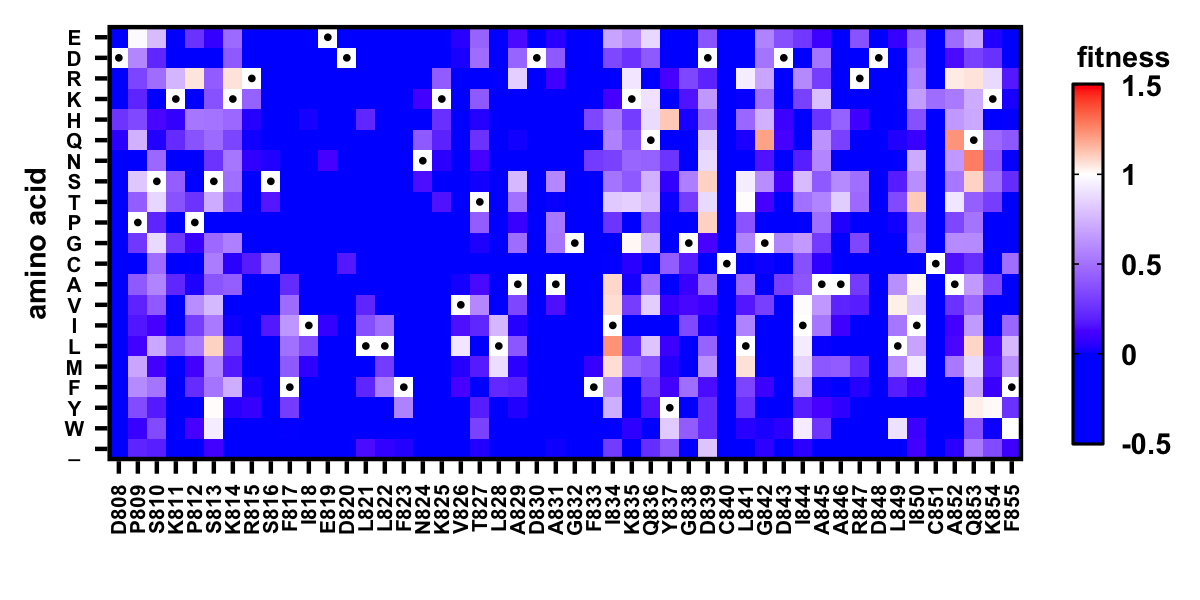 fitness
1.5
1
0.5
0
-0.5
amino acid
E
D
R
K
H
Q
N
S
T
P
G
C
A
V
I
L
M
F
Y
W
–
D808
P809
S810
K811
P812
S813
K814
R815
S816
F817
I818
E819
D820
L821
L822
F823
N824
K825
V826
T827
L828
A829
D830
A831
G832
F833
I834
K835
Q836
Y837
G838
D839
C840
L841
G842
D843
I844
A845
A846
R847
D848
L849
I850
C851
A852
Q853
K854
F855